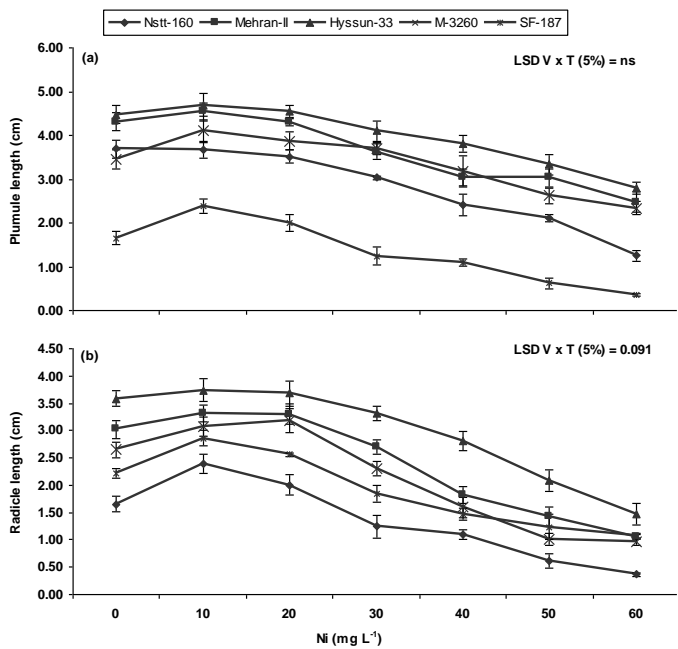 Nstt-160 Mehran-II Hyssun-33 M-3260 SF-187
(a)
LSD V x T (5%) = ns
Plumule length (cm)
6.00
5.00
4.00
3.00
2.00
1.00
0.00
(b)
LSD V x T (5%) = 0.091
Radicle length (cm)
4.50
4.00
3.50
3.00
2.50
2.00
1.50
1.00
0.50
0.00
0 10 20 30 40 50 60
Ni (mg L⁻¹)